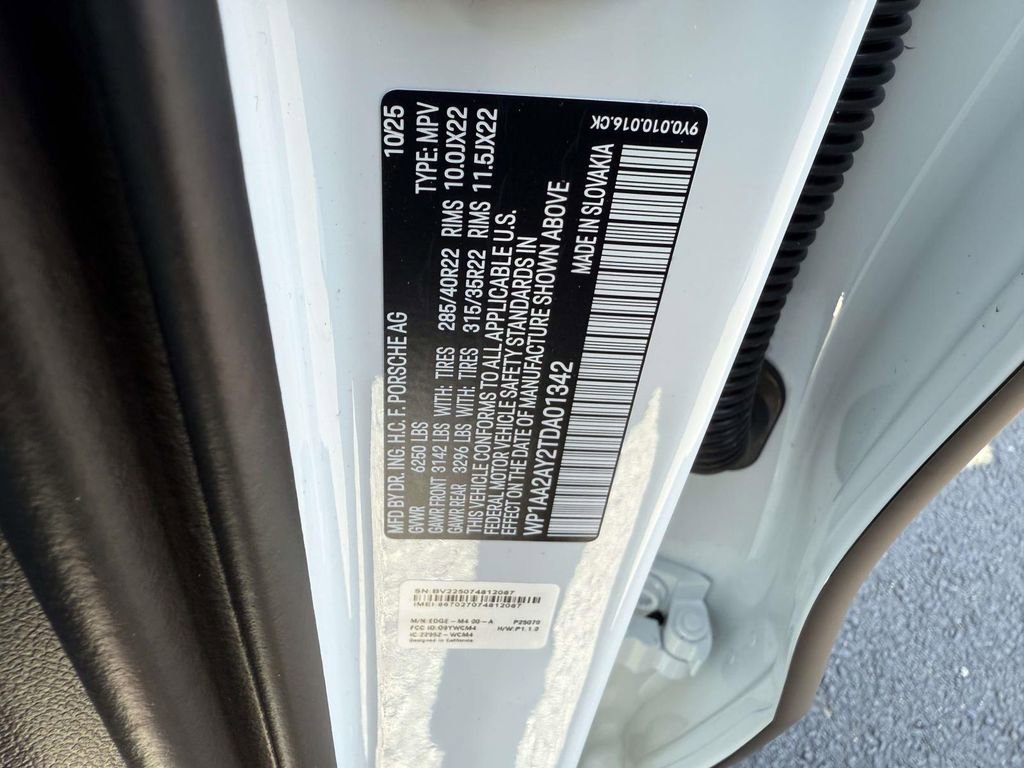 MFD BY DR. ING. H.C. F. PORSCHE AG 10/25
GVWR 6250 LBS TYPE: MPV
GAWR FRONT 3142 LBS WITH: TIRES 285/40R22 RIMS 10.0JX22
GAWR REAR 3296 LBS WITH: TIRES 315/35R22 RIMS 11.5JX22
THIS VEHICLE CONFORMS TO ALL APPLICABLE U.S.
FEDERAL MOTOR VEHICLE SAFETY STANDARDS IN
EFFECT ON THE DATE OF MANUFACTURE SHOWN ABOVE
WP1AA2AY2TDA01342
MADE IN SLOVAKIA
9Y0.010.016.CK
SN:BV225074812087
IMEI:867027074812087
M/N:EDGE-M4 00-A P25070
FCC ID:O9YWCM4 H/W:P1.1.0
IC:22952-WCM4
Designed in California